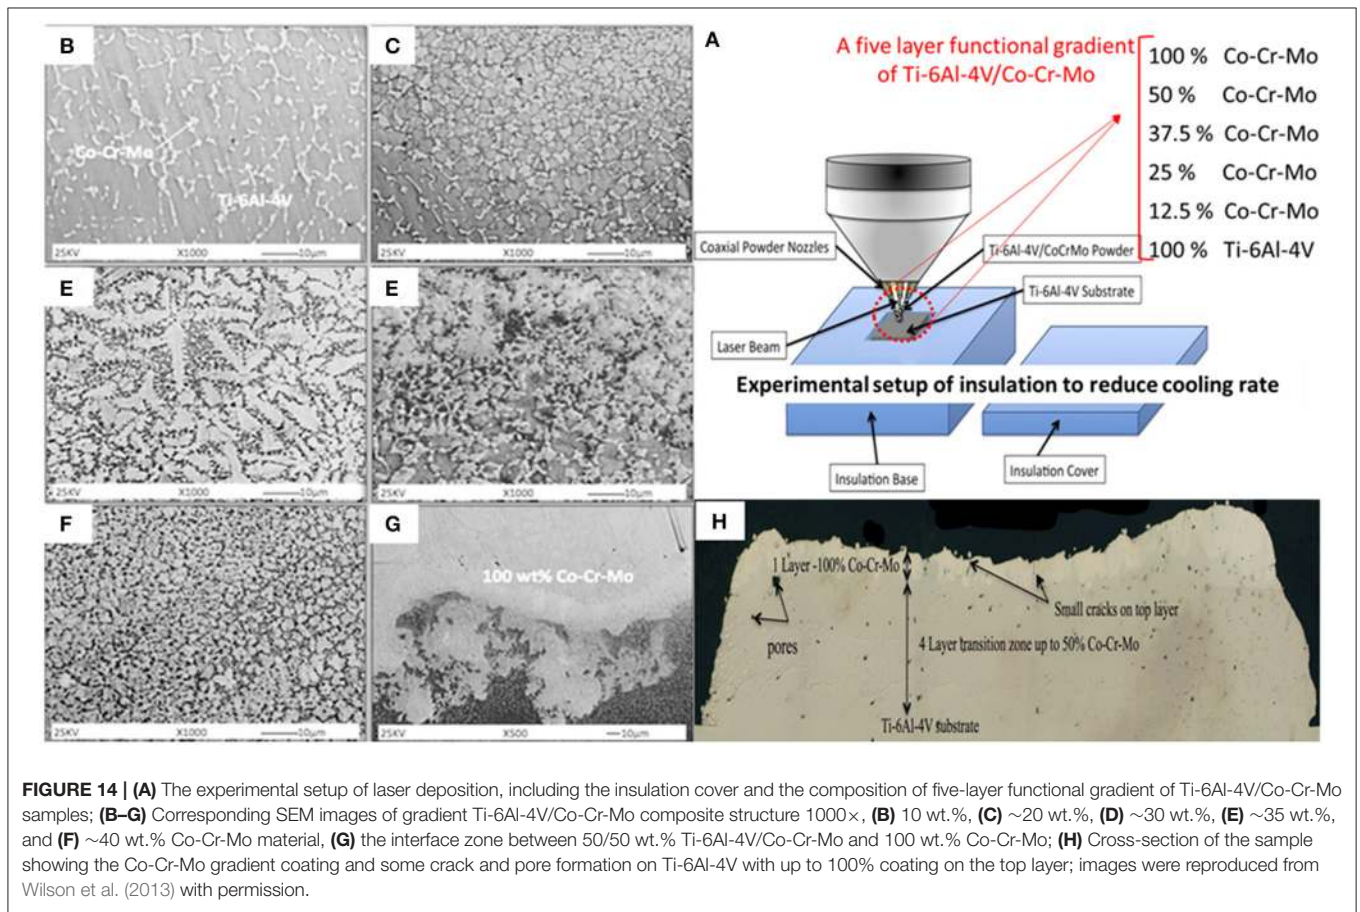 B
Co-Cr-Mo
Ti-6Al-4V
25KV X1000 10µm
C
25KV X1000 10µm
A
A five layer functional gradient
of Ti-6Al-4V/Co-Cr-Mo
100 % Co-Cr-Mo
50 % Co-Cr-Mo
37.5 % Co-Cr-Mo
25 % Co-Cr-Mo
12.5 % Co-Cr-Mo
100 % Ti-6Al-4V
Coaxial Powder Nozzles
Ti-6Al-4V/CoCrMo Powder
Ti-6Al-4V Substrate
Laser Beam
Experimental setup of insulation to reduce cooling rate
Insulation Base
Insulation Cover
E
25KV X1000 10µm
E
25KV X1000 10µm
F
25KV X1000 10µm
G
100 wt% Co-Cr-Mo
25KV X500 10µm
H
1 Layer -100% Co-Cr-Mo
Small cracks on top layer
pores
4 Layer transition zone up to 50% Co-Cr-Mo
Ti-6Al-4V substrate
FIGURE 14 | (A) The experimental setup of laser deposition, including the insulation cover and the composition of five-layer functional gradient of Ti-6Al-4V/Co-Cr-Mo
samples; (B–G) Corresponding SEM images of gradient Ti-6Al-4V/Co-Cr-Mo composite structure 1000×, (B) 10 wt.%, (C) ~20 wt.%, (D) ~30 wt.%, (E) ~35 wt.%,
and (F) ~40 wt.% Co-Cr-Mo material, (G) the interface zone between 50/50 wt.% Ti-6Al-4V/Co-Cr-Mo and 100 wt.% Co-Cr-Mo; (H) Cross-section of the sample
showing the Co-Cr-Mo gradient coating and some crack and pore formation on Ti-6Al-4V with up to 100% coating on the top layer; images were reproduced from
Wilson et al. (2013) with permission.